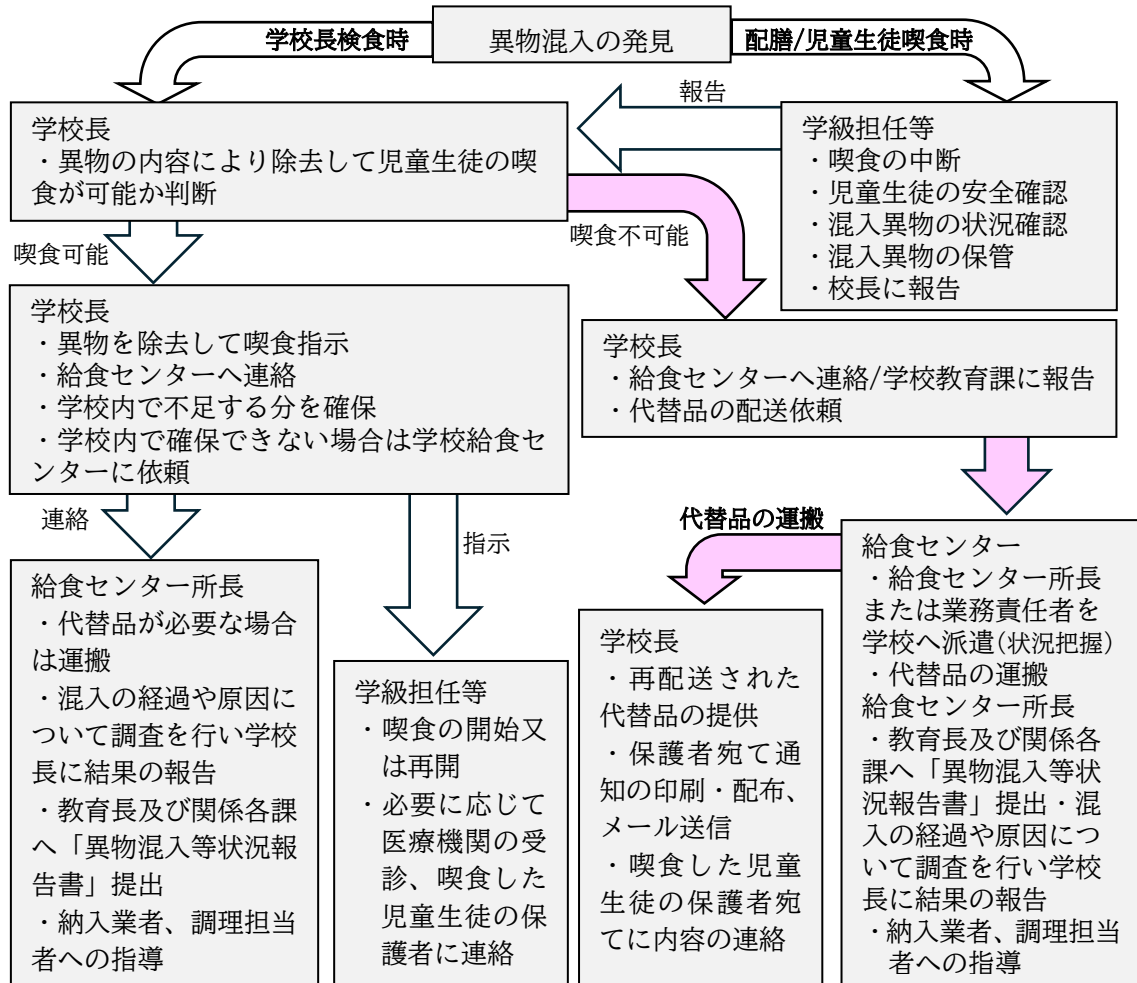 学校長検食時
異物混入の発見
配膳/児童生徒喫食時
報告
学校長
・異物の内容により除去して児童生徒の喫
食が可能か判断
学級担任等
・喫食の中断
・児童生徒の安全確認
・混入異物の状況確認
・混入異物の保管
・校長に報告
喫食可能
喫食不可能
学校長
・異物を除去して喫食指示
・給食センターへ連絡
・学校内で不足する分を確保
・学校内で確保できない場合は学校給食セ
ンターに依頼
学校長
・給食センターへ連絡/学校教育課に報告
・代替品の配送依頼
連絡
指示
代替品の運搬
給食センター所長
・代替品が必要な場合
は運搬
・混入の経過や原因につ
いて調査を行い学校
長に結果の報告
・教育長及び関係各課
へ「異物混入等状況報
告書」提出
・納入業者、調理担当
者への指導
学級担任等
・喫食の開始又
は再開
・必要に応じて
医療機関の受
診、喫食した
児童生徒の保
護者に連絡
学校長
・再配送された
代替品の提供
・保護者宛て通
知の印刷・配布、
メール送信
・喫食した児童
生徒の保護者宛
てに内容の連絡
給食センター
・給食センター所長
または業務責任者を
学校へ派遣(状況把握)
・代替品の運搬
給食センター所長
・教育長及び関係各
課へ「異物混入等状
況報告書」提出・混
入の経過や原因につ
いて調査を行い学校
長に結果の報告
・納入業者、調理担当
者への指導